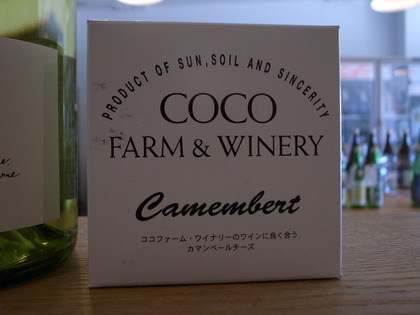 PRODUCT OF SUN, SOIL AND SINCERITY
COCO
FARM & WINERY
Camembert
ココファーム・ワイナリーのワインに良く合う
カマンベールチーズ